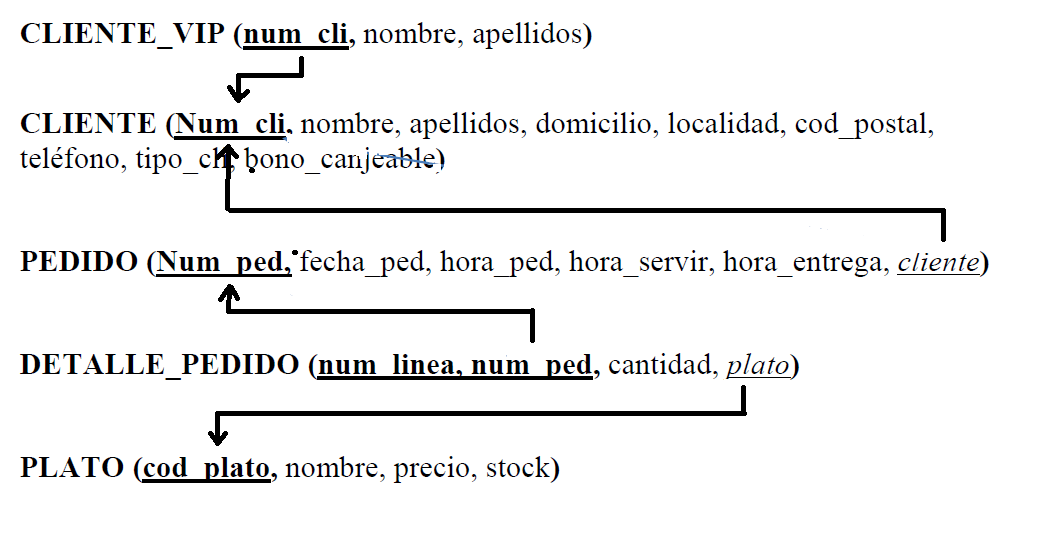 CLIENTE_VIP (num_cli, nombre, apellidos)
CLIENTE (Num_cli, nombre, apellidos, domicilio, localidad, cod_postal,
teléfono, tipo_cli, bono_canjeable)
PEDIDO (Num_ped, fecha_ped, hora_ped, hora_servir, hora_entrega, cliente)
DETALLE_PEDIDO (num_linea, num_ped, cantidad, plato)
PLATO (cod_plato, nombre, precio, stock)